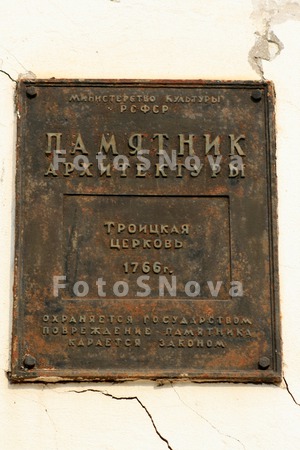 МИНИСТЕРСТВО КУЛЬТУРЫ
РСФСР
ПАМЯТНИК
FotoSNova
АРХИТЕКТУРЫ
ТРОИЦКАЯ
ЦЕРКОВЬ
1766г.
FotoSNova
ОХРАНЯЕТСЯ ГОСУДАРСТВОМ
ПОВРЕЖДЕНИЕ ПАМЯТНИКА
КАРАЕТСЯ ЗАКОНОМ